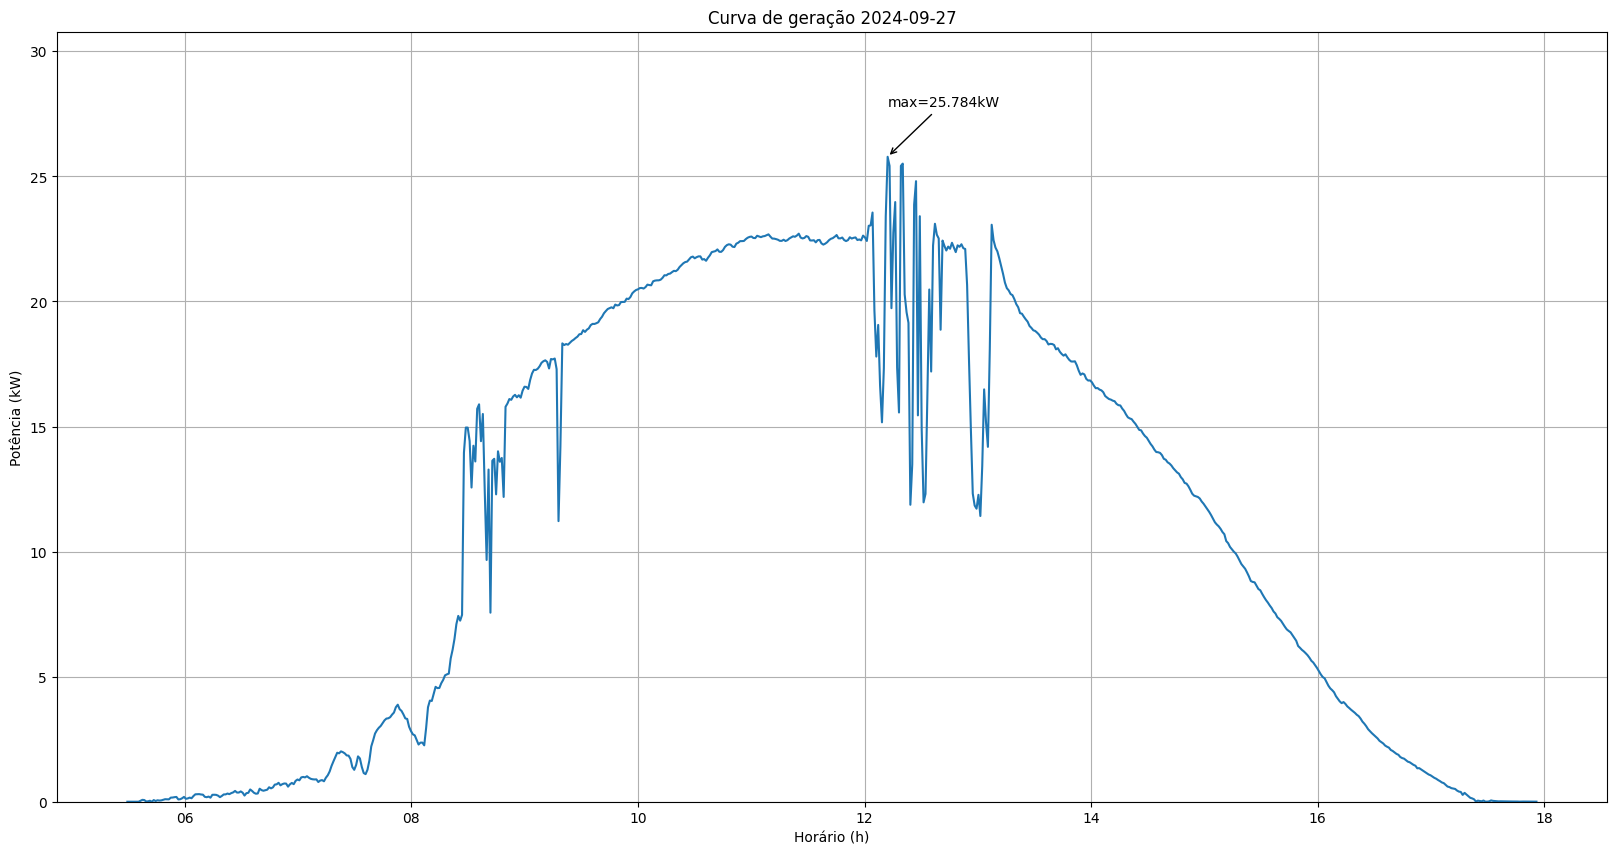 Curva de geração 2024-09-27
30
25
20
15
10
5
0
Potência (kW)
max=25.784kW
06 08 10 12 14 16 18
Horário (h)